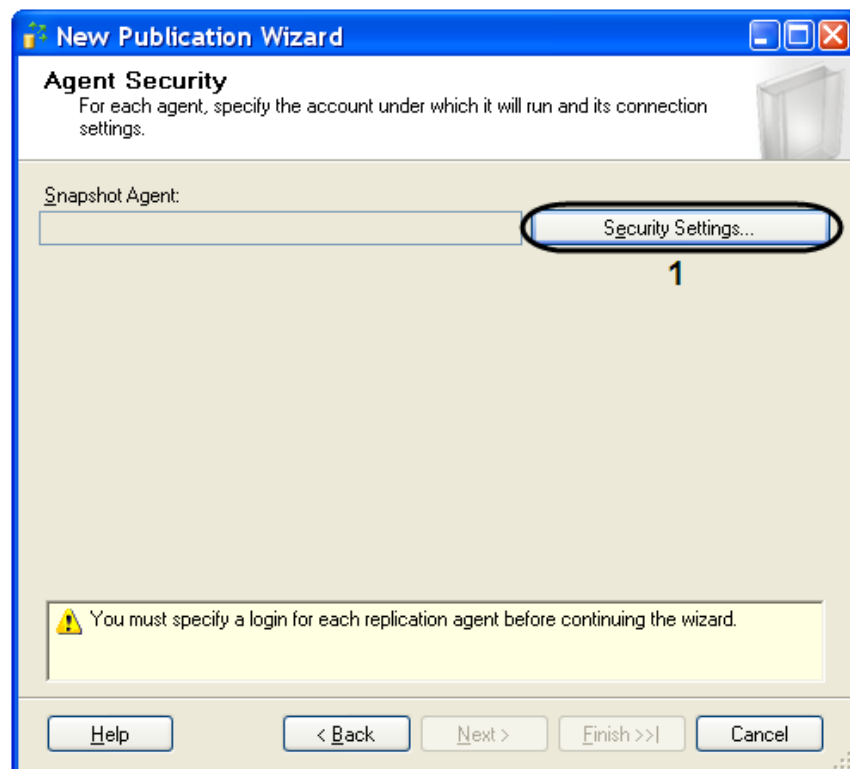 New Publication Wizard
Agent Security
For each agent, specify the account under which it will run and its connection
settings.
Snapshot Agent:
Security Settings...
1
You must specify a login for each replication agent before continuing the wizard.
Help
< Back
Next >
Finish >>|
Cancel